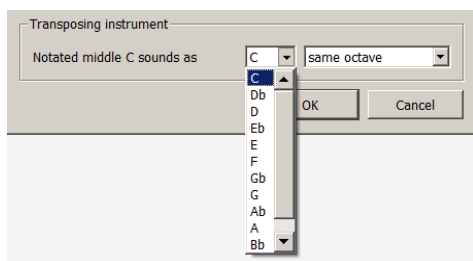 Transposing instrument
Notated middle C sounds as C same octave
C
Db
D
Eb
E
F
Gb
G
Ab
A
Bb
OK Cancel